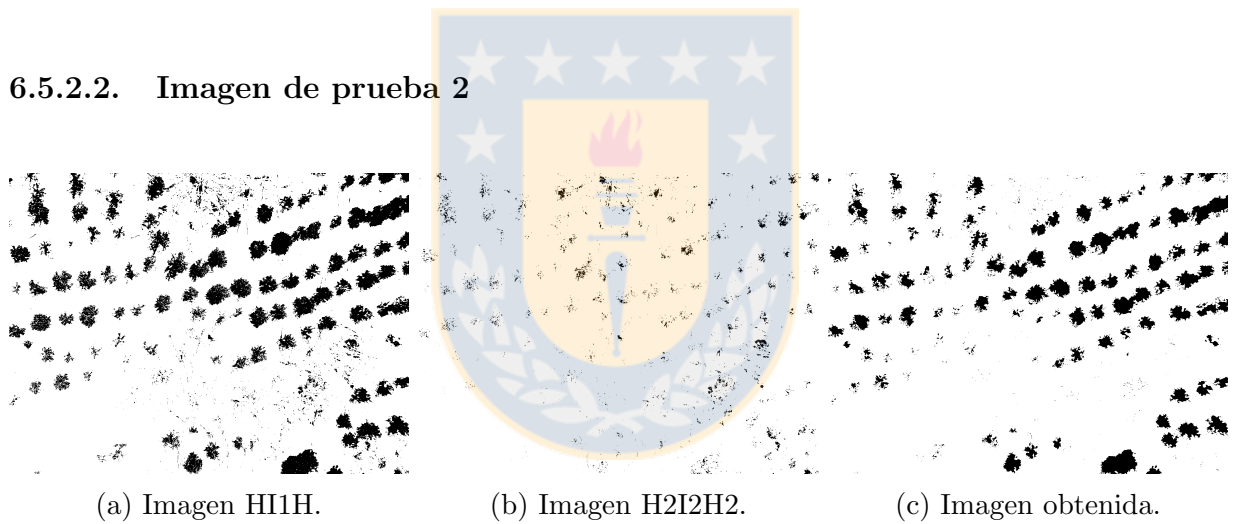 6.5.2.2. Imagen de prueba 2
(a) Imagen HI1H.
(b) Imagen H2I2H2.
(c) Imagen obtenida.